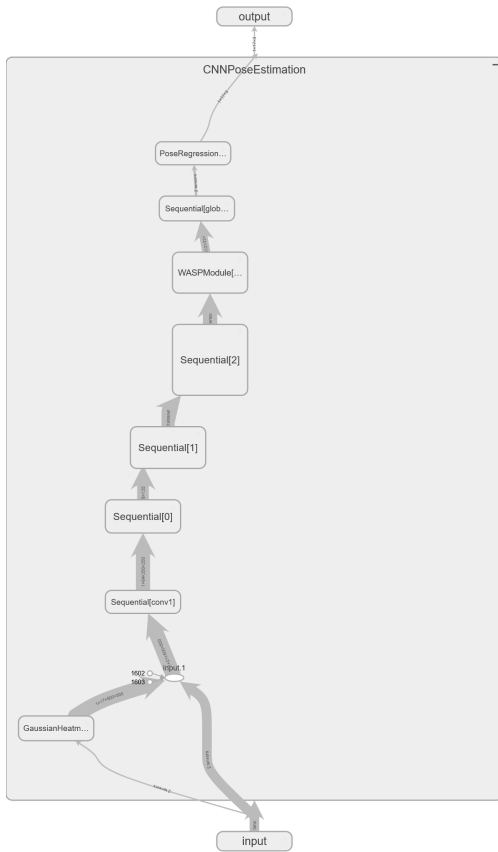 output
CNNPoseEstimation
PoseRegression…
Sequential[glob…
WASPModule[…
Sequential[2]
Sequential[1]
Sequential[0]
Sequential[conv1]
input.1
1602
1603
GaussianHeatm…
input